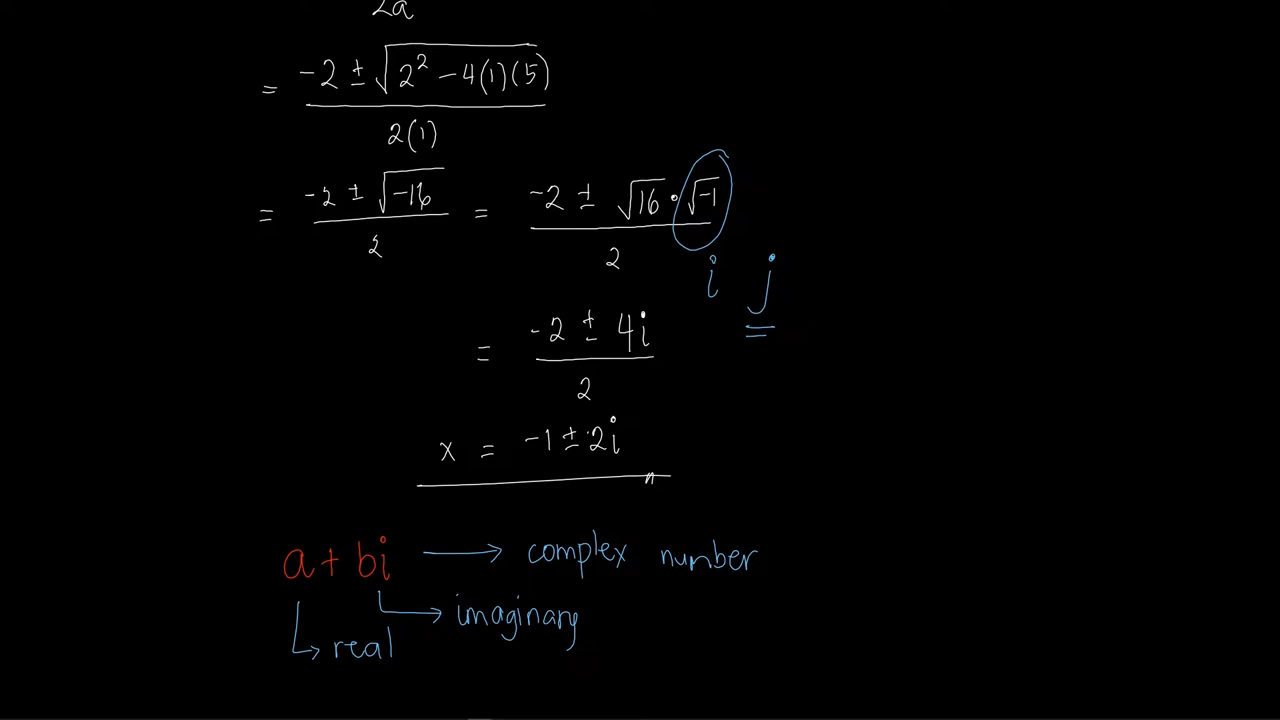 2a
= -2 ± √(2² - 4(1)(5)) / 2(1)
= -2 ± √-16 / 2 = -2 ± √16 · √-1 / 2
i j
= -2 ± 4i / 2
x = -1 ± 2i
a + bi → complex number
imaginary
real